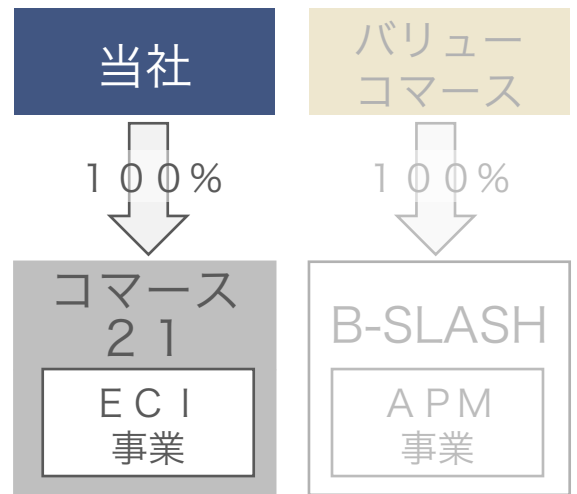 当社
バリュー
コマース
１００%
１００%
コマース
２１
B-SLASH
ＥＣＩ
事業
ＡＰＭ
事業